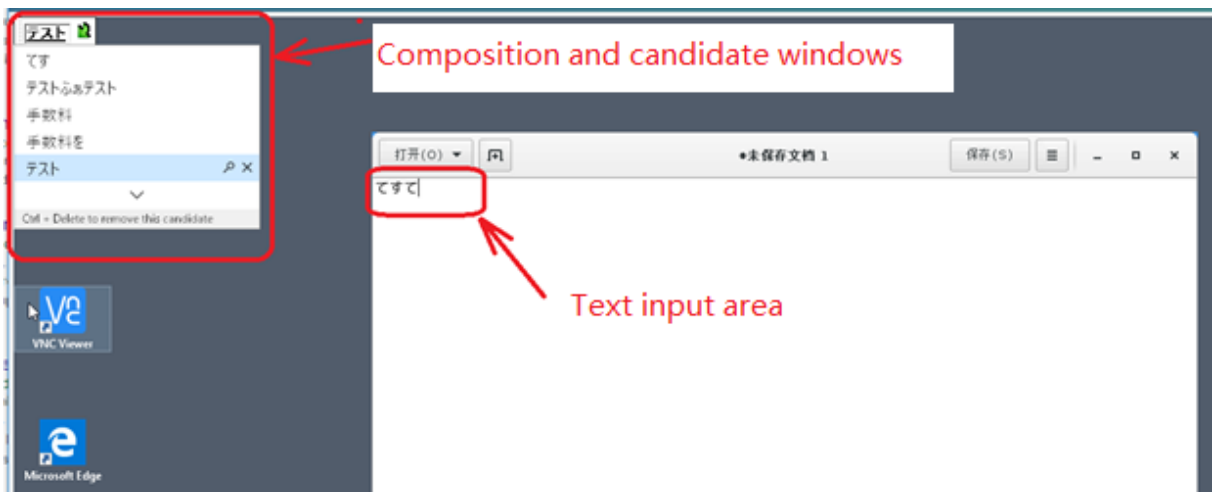 テスト
てす
テストふぁテスト
手数料
手数料を
テスト
Ctrl + Delete to remove this candidate
Composition and candidate windows
打开(O)
•未保存文档 1
保存(S)
てすて
Text input area
VNC Viewer
Microsoft Edge